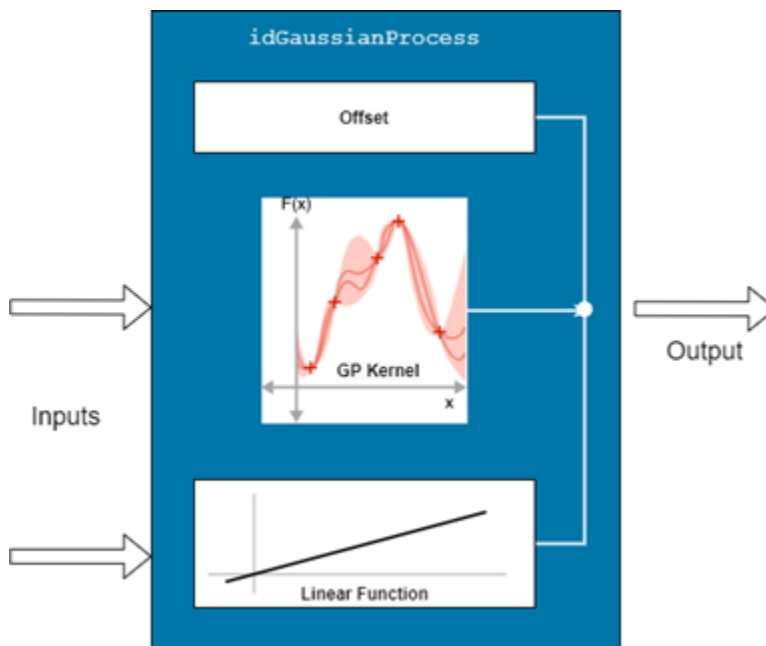 idGaussianProcess
Offset
F(x)
GP Kernel
x
Inputs
Output
Linear Function